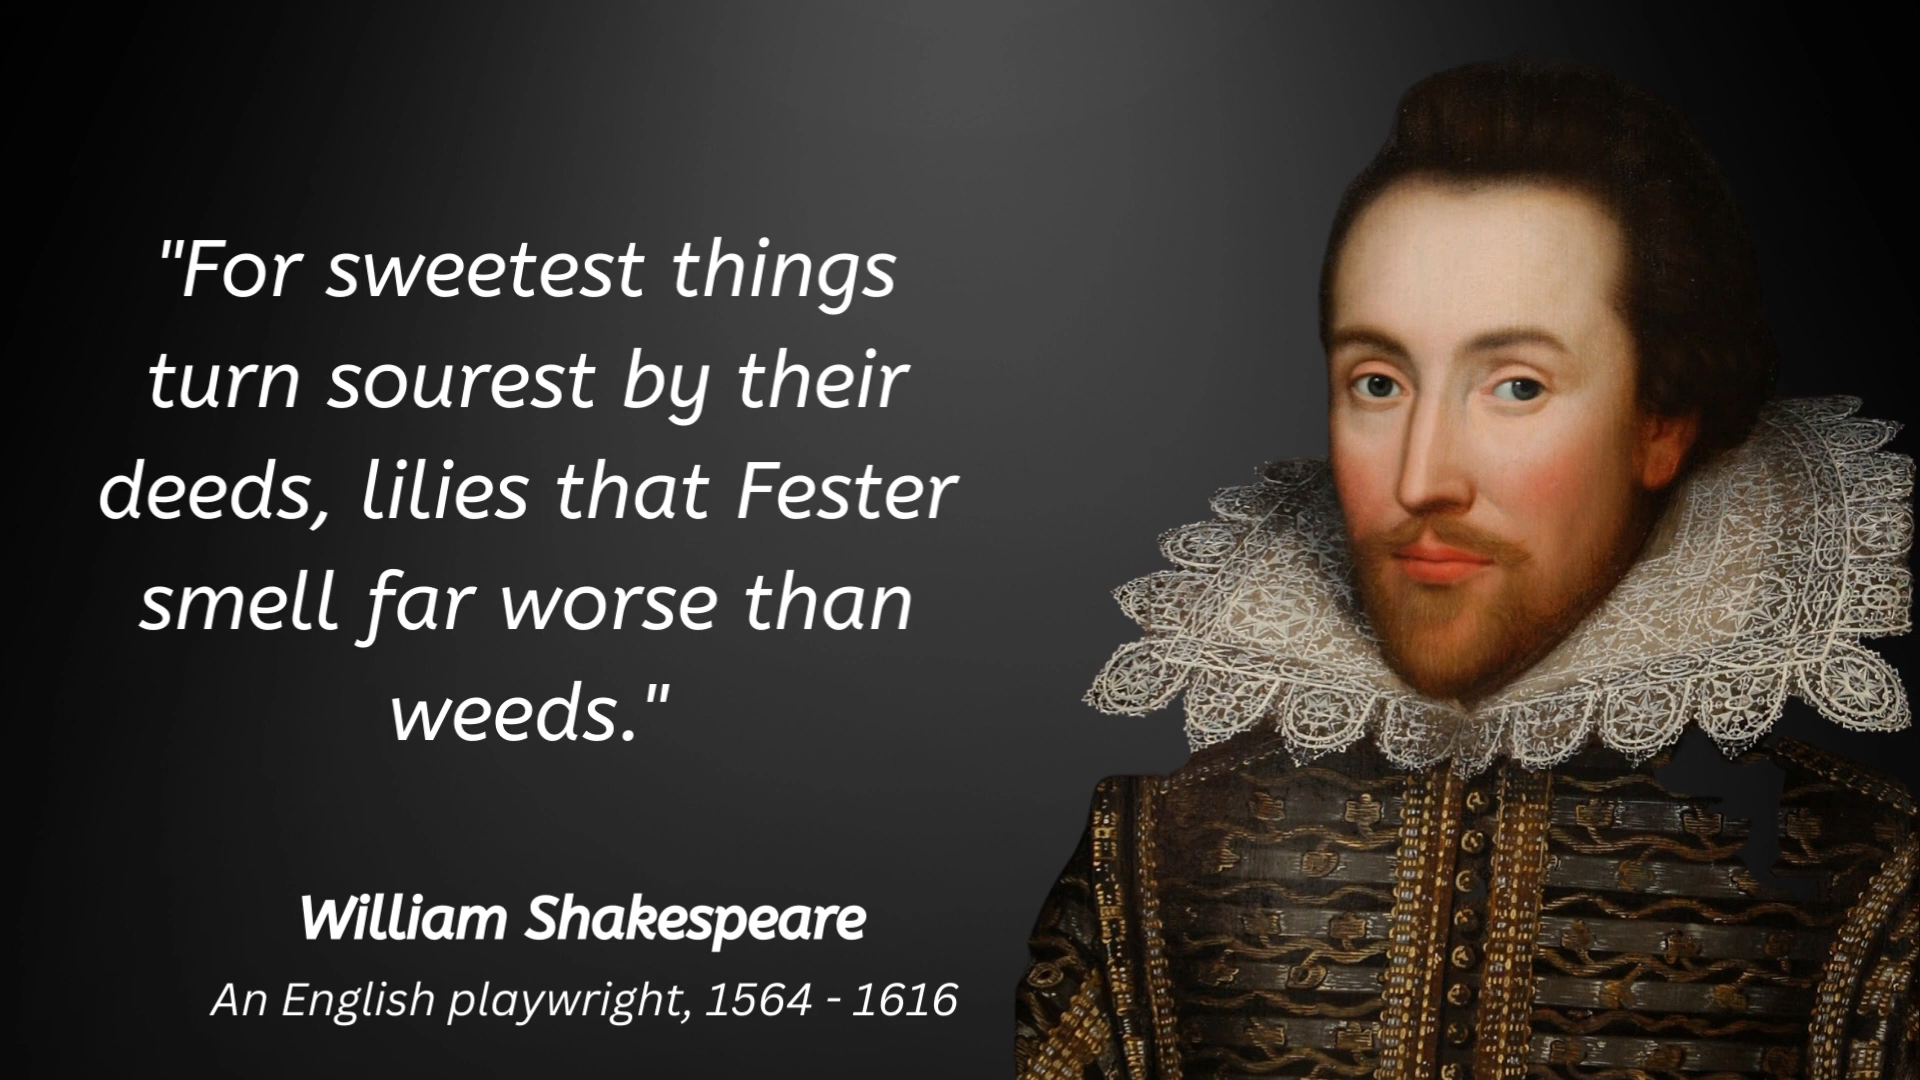 "For sweetest things
turn sourest by their
deeds, lilies that Fester
smell far worse than
weeds."
William Shakespeare
An English playwright, 1564 - 1616